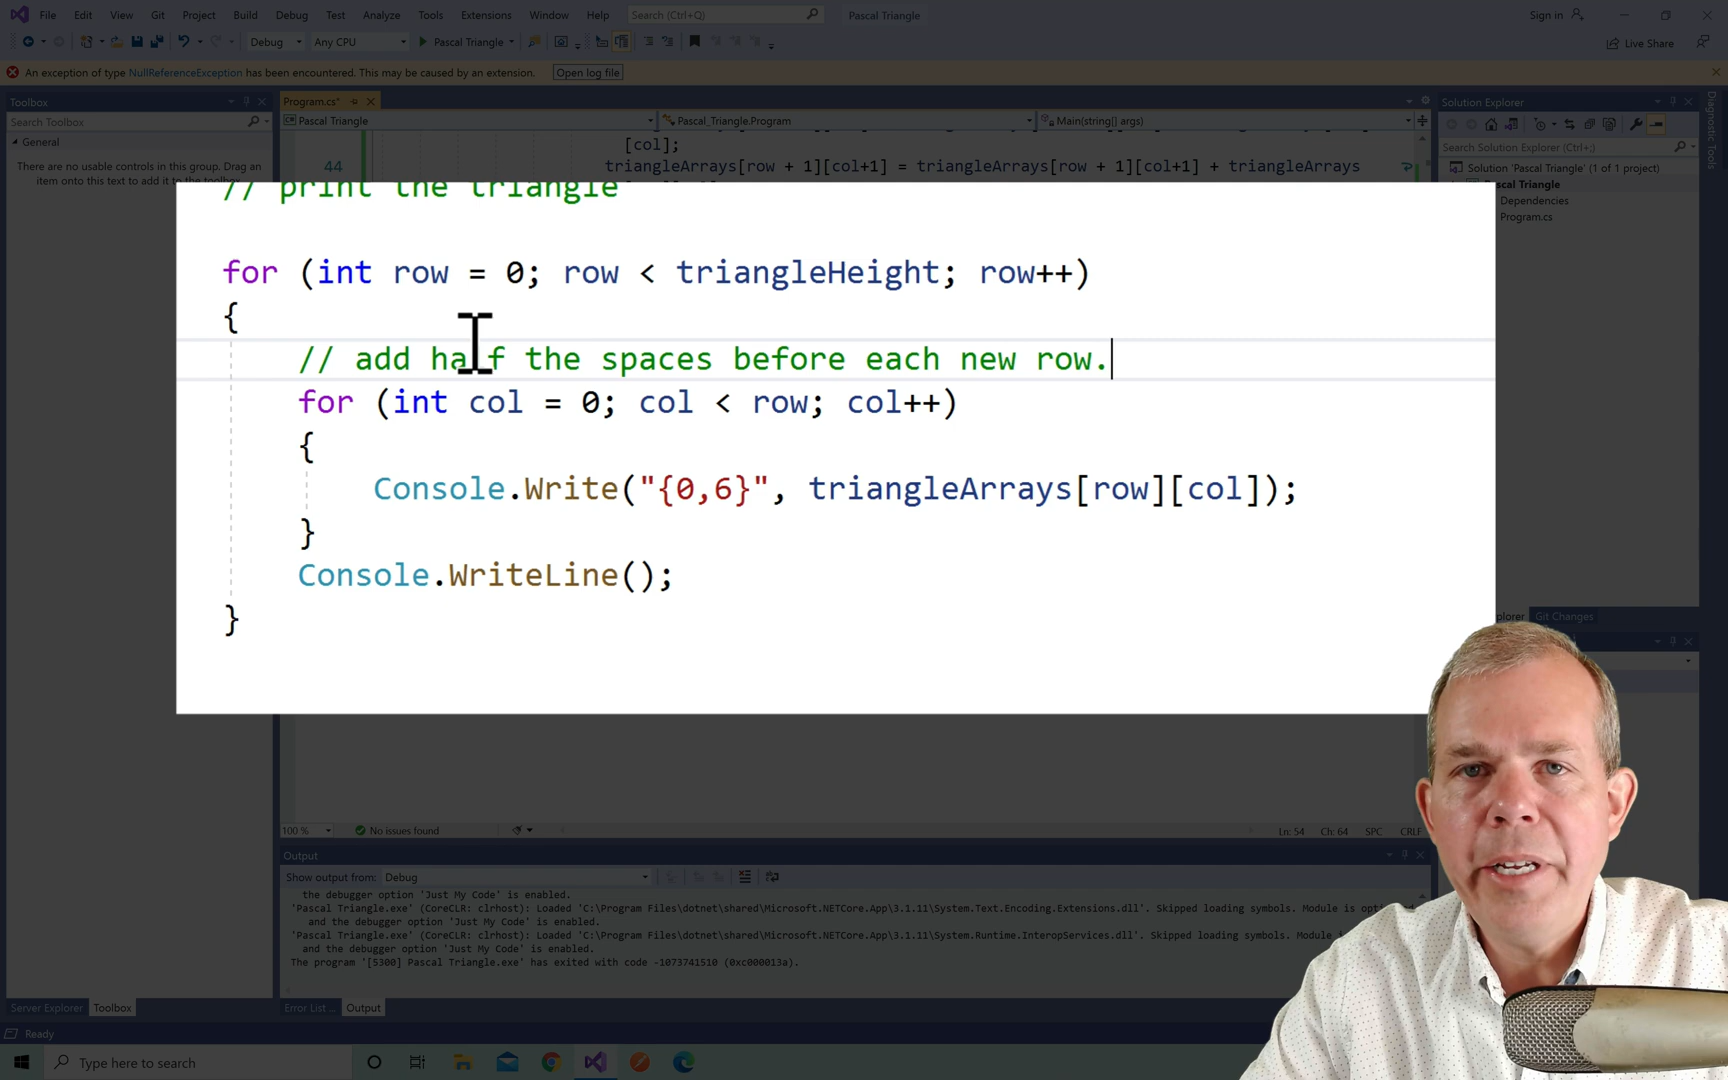 File Edit View Git Project Build Debug Test Analyze Tools Extensions Window Help Search (Ctrl+Q) Pascal Triangle Sign in
Debug Any CPU Pascal Triangle Live Share
An exception of type NullReferenceException has been encountered. This may be caused by an extension. Open log file
Toolbox
Program.cs*
Solution Explorer
Search Toolbox
Pascal Triangle Pascal_Triangle.Program Main(string[] args)
General
There are no usable controls in this group. Drag an
item onto this text to add it to the toolbox.
[col];
44 triangleArrays[row + 1][col+1] = triangleArrays[row + 1][col+1] + triangleArrays
Search Solution Explorer (Ctrl+;)
Solution 'Pascal Triangle' (1 of 1 project)
Pascal Triangle
Dependencies
Program.cs
Diagnostic Tools
// print the triangle
for (int row = 0; row < triangleHeight; row++)
{
// add half the spaces before each new row.
for (int col = 0; col < row; col++)
{
Console.Write("{0,6}", triangleArrays[row][col]);
}
Console.WriteLine();
}
Git Changes
100 % No issues found Ln: 54 Ch: 64 SPC CRLF
Output
Show output from: Debug
the debugger option 'Just My Code' is enabled.
'Pascal Triangle.exe' (CoreCLR: clrhost): Loaded 'C:\Program Files\dotnet\shared\Microsoft.NETCore.App\3.1.11\System.Text.Encoding.Extensions.dll'. Skipped loading symbols. Module is
and the debugger option 'Just My Code' is enabled.
'Pascal Triangle.exe' (CoreCLR: clrhost): Loaded 'C:\Program Files\dotnet\shared\Microsoft.NETCore.App\3.1.11\System.Runtime.InteropServices.dll'. Skipped loading symbols. Module
and the debugger option 'Just My Code' is enabled.
The program '[5300] Pascal Triangle.exe' has exited with code -1073741510 (0xc000013a).
Server Explorer Toolbox Error List ... Output
Ready
Type here to search